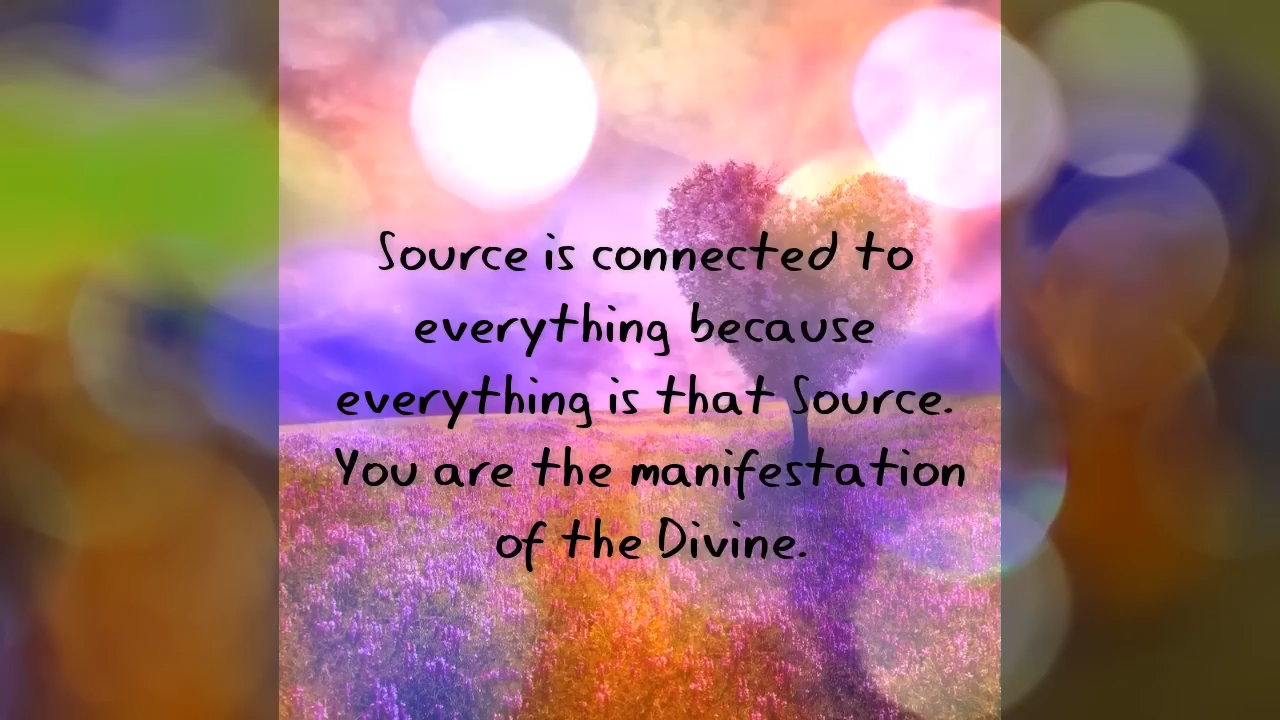 Source is connected to
everything because
everything is that Source.
You are the manifestation
of the Divine.